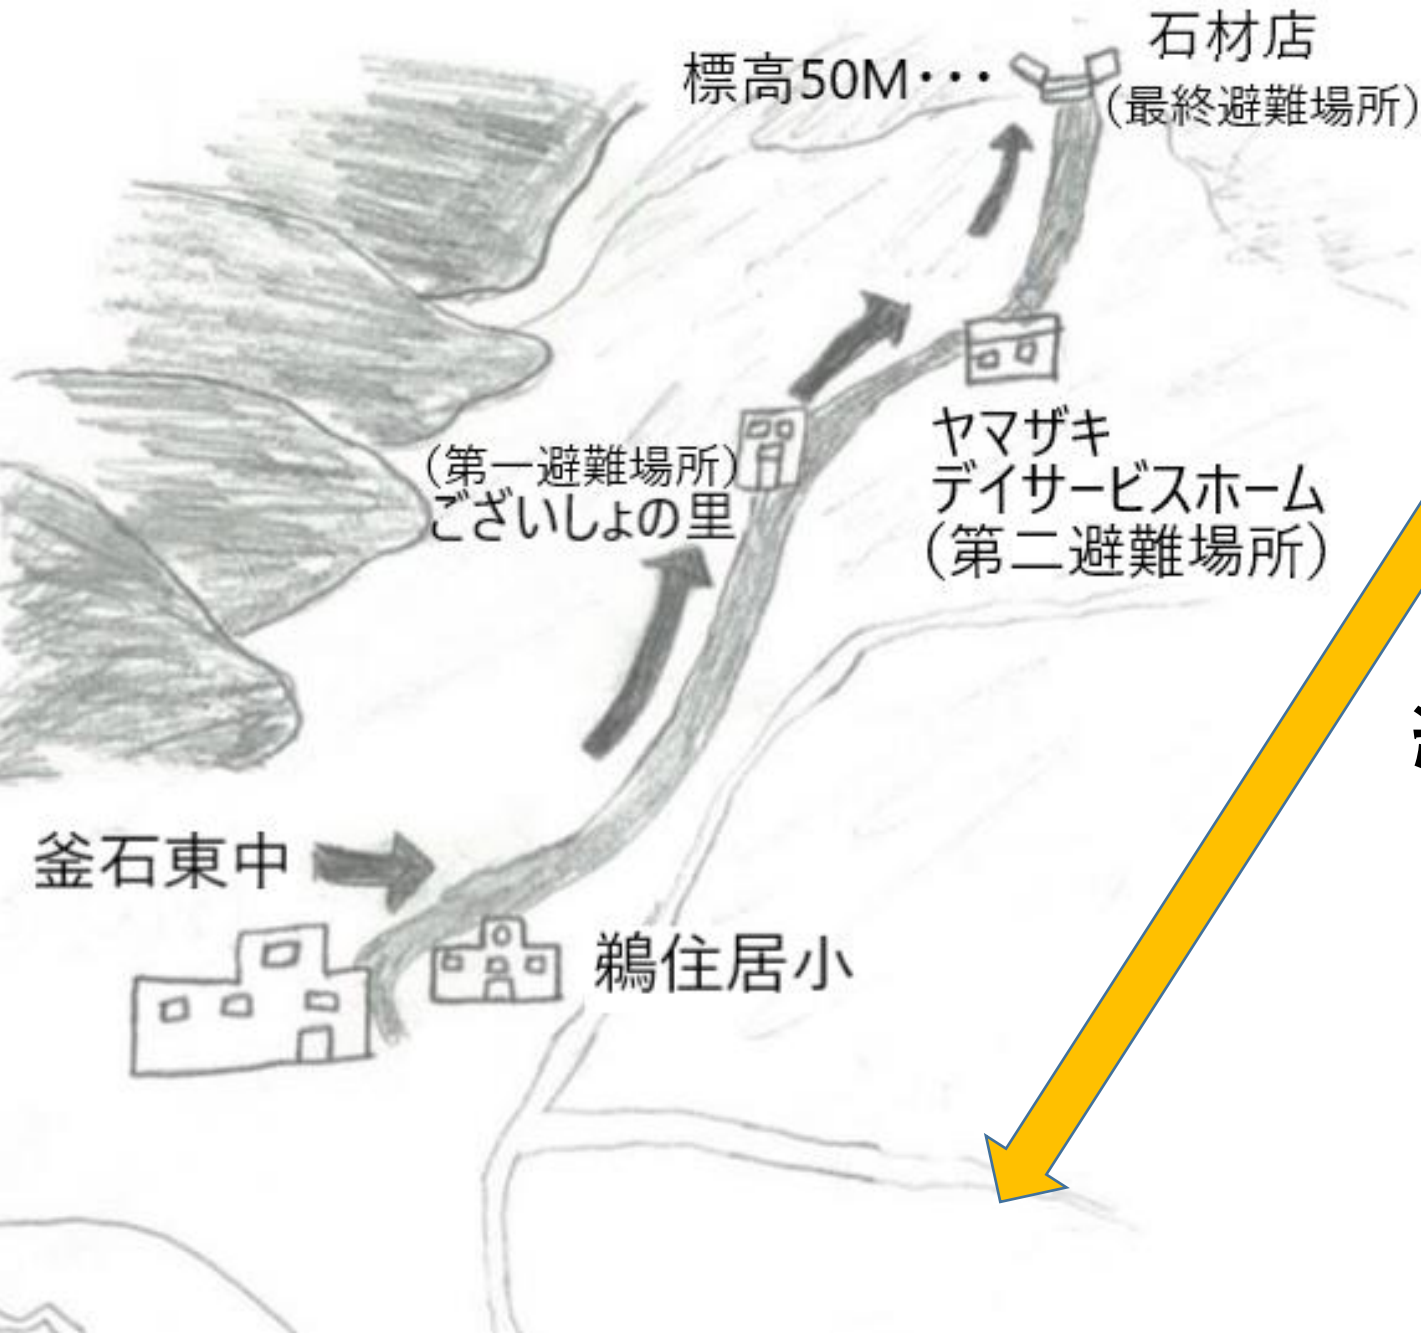 石材店
標高50M・・・
（最終避難場所）
（第一避難場所）
ございしょの里
ヤマザキ
デイサービスホーム
（第二避難場所）
釜石東中
鵜住居小